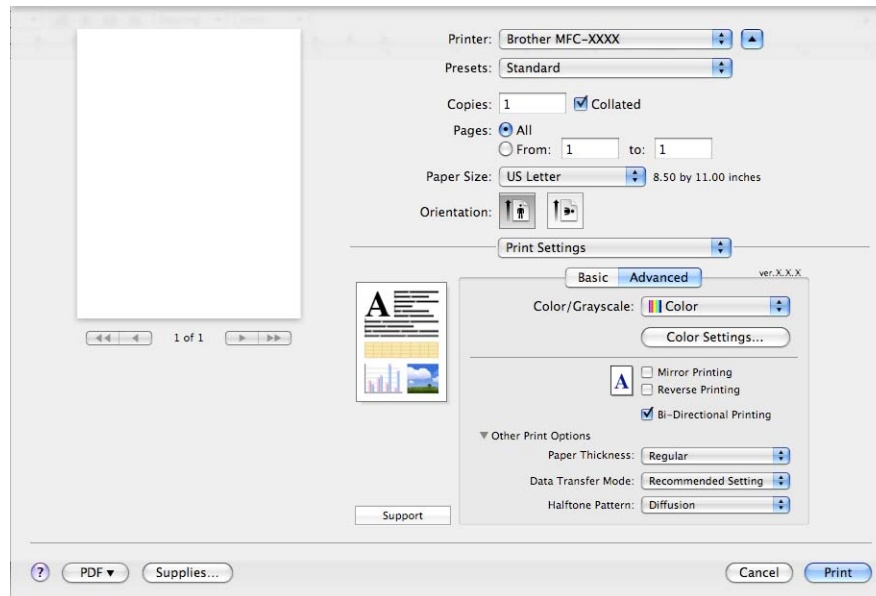 Printer: Brother MFC-XXXX
Presets: Standard
Copies: 1 Collated
Pages: All
From: 1 to: 1
Paper Size: US Letter 8.50 by 11.00 inches
Orientation:
Print Settings
Basic Advanced ver.X.X.X
Color/Grayscale: Color
Color Settings...
A
1 of 1
A
Mirror Printing
Reverse Printing
Bi-Directional Printing
Other Print Options
Paper Thickness: Regular
Data Transfer Mode: Recommended Setting
Halftone Pattern: Diffusion
Support
? PDF▼ Supplies... Cancel Print